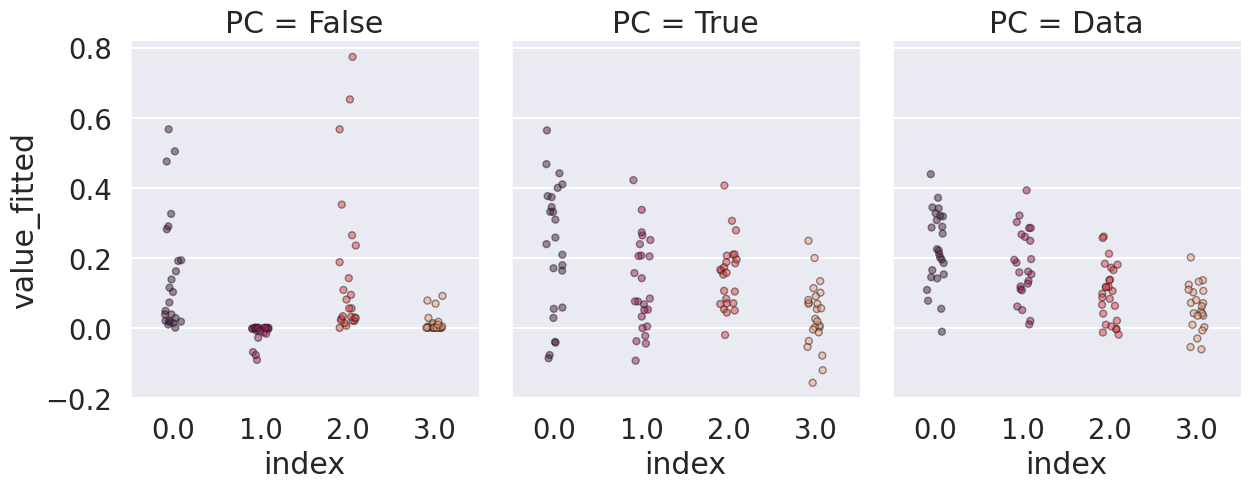 PC = False PC = True PC = Data
value_fitted
0.8
0.6
0.4
0.2
0.0
−0.2
0.0 1.0 2.0 3.0 0.0 1.0 2.0 3.0 0.0 1.0 2.0 3.0
index index index